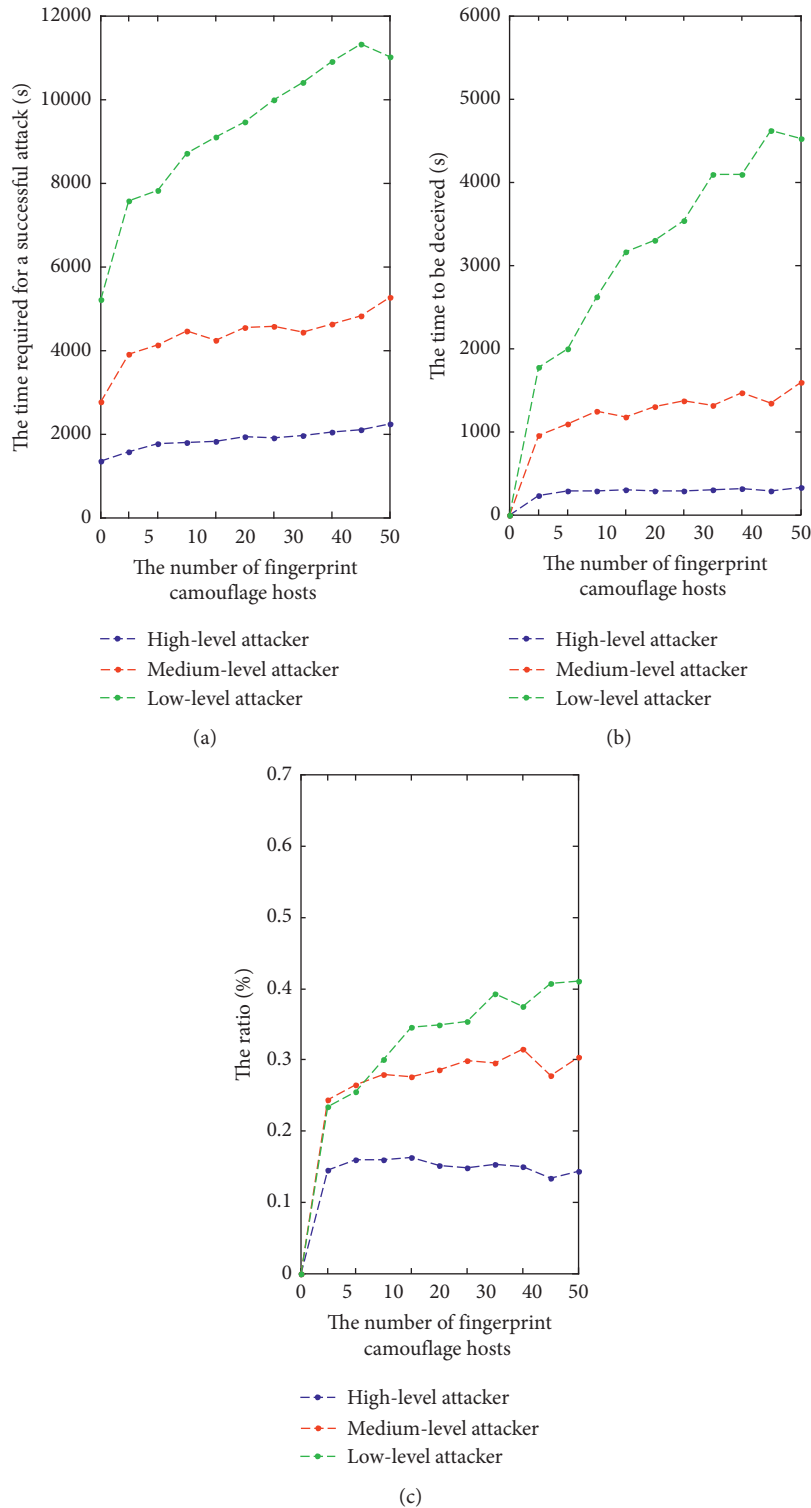 12000
10000
8000
6000
4000
2000
0
The time required for a successful attack (s)
0 5 5 10 10 20 30 40 50
The number of fingerprint
camouflage hosts
High-level attacker
Medium-level attacker
Low-level attacker
(a)
6000
5000
4000
3000
2000
1000
0
The time to be deceived (s)
0 5 10 20 30 40 50
The number of fingerprint
camouflage hosts
High-level attacker
Medium-level attacker
Low-level attacker
(b)
0.7
0.6
0.5
0.4
0.3
0.2
0.1
0
The ratio (%)
0 5 10 20 30 40 50
The number of fingerprint
camouflage hosts
High-level attacker
Medium-level attacker
Low-level attacker
(c)